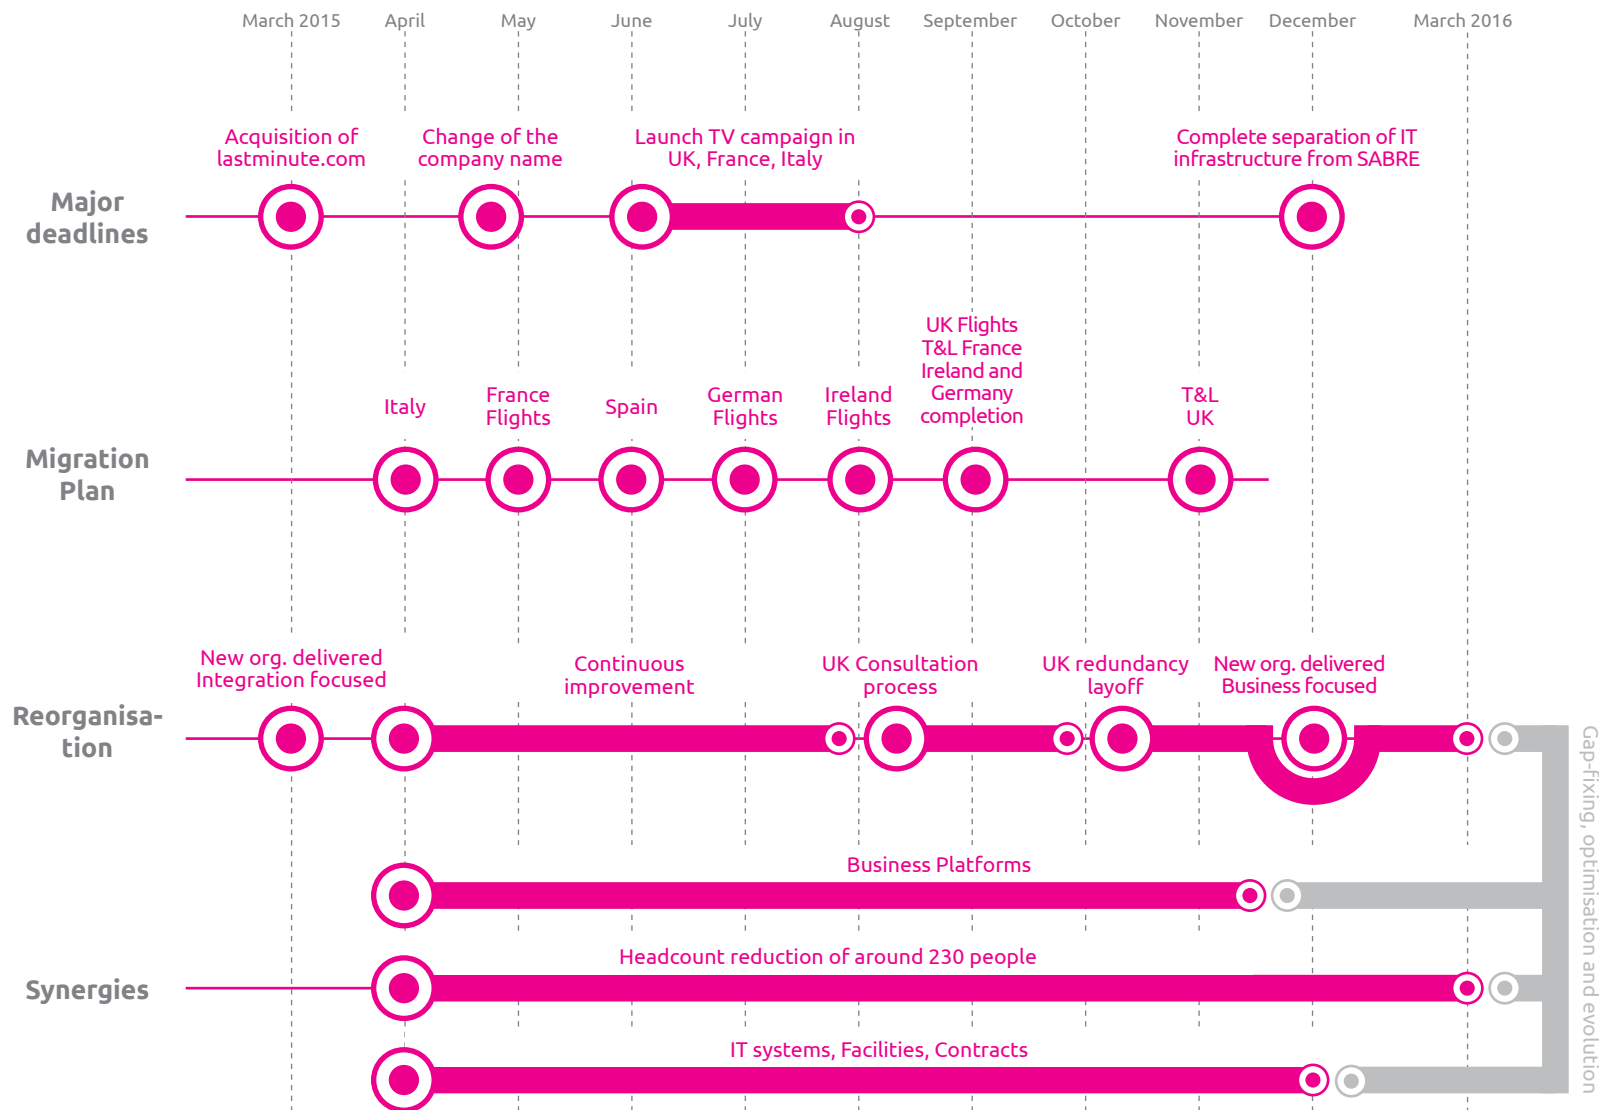 March 2015 April May June July August September October November December March 2016
Acquisition of
lastminute.com
Change of the
company name
Launch TV campaign in
UK, France, Italy
Complete separation of IT
infrastructure from SABRE
Major
deadlines
UK Flights
T&L France
Ireland and
Germany
completion
Italy
France
Flights
Spain
German
Flights
Ireland
Flights
T&L
UK
Migration
Plan
New org. delivered
Integration focused
Continuous
improvement
UK Consultation
process
UK redundancy
layoff
New org. delivered
Business focused
Reorganisa-
tion
Business Platforms
Headcount reduction of around 230 people
Synergies
IT systems, Facilities, Contracts
Gap-fixing, optimisation and evolution